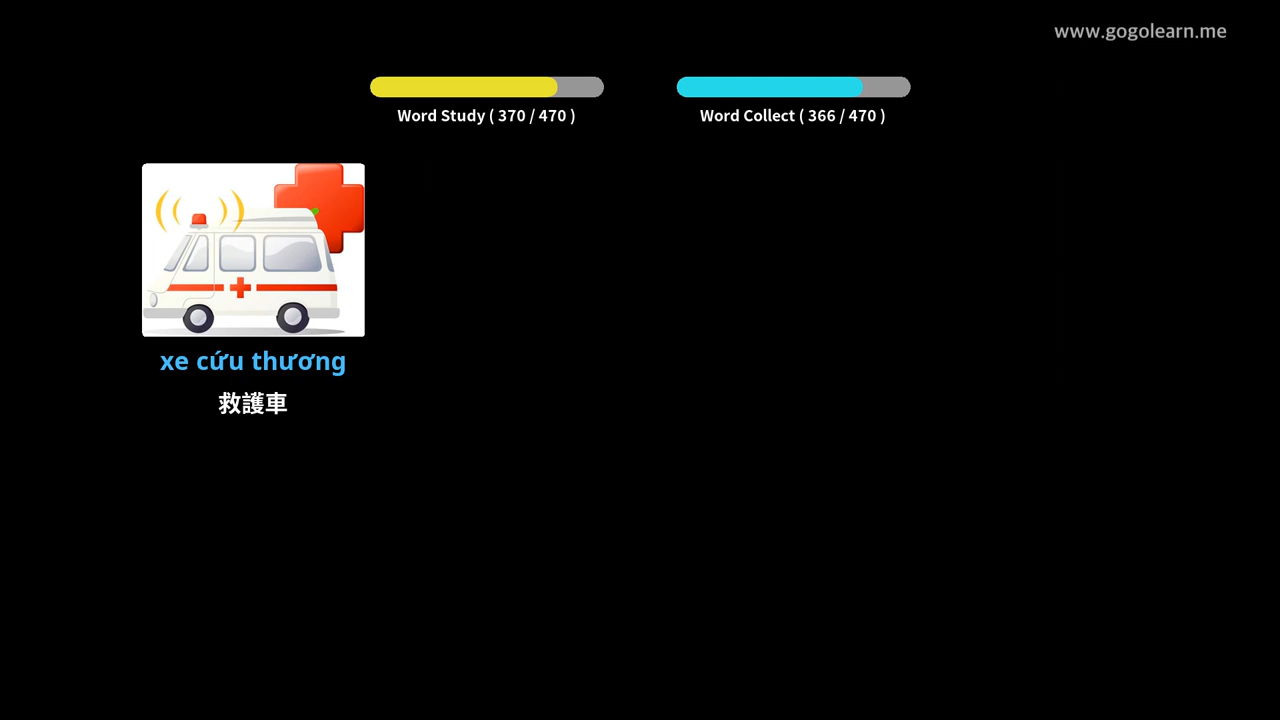 www.gogolearn.me
Word Study ( 370 / 470 )
Word Collect ( 366 / 470 )
xe cứu thương
救護車